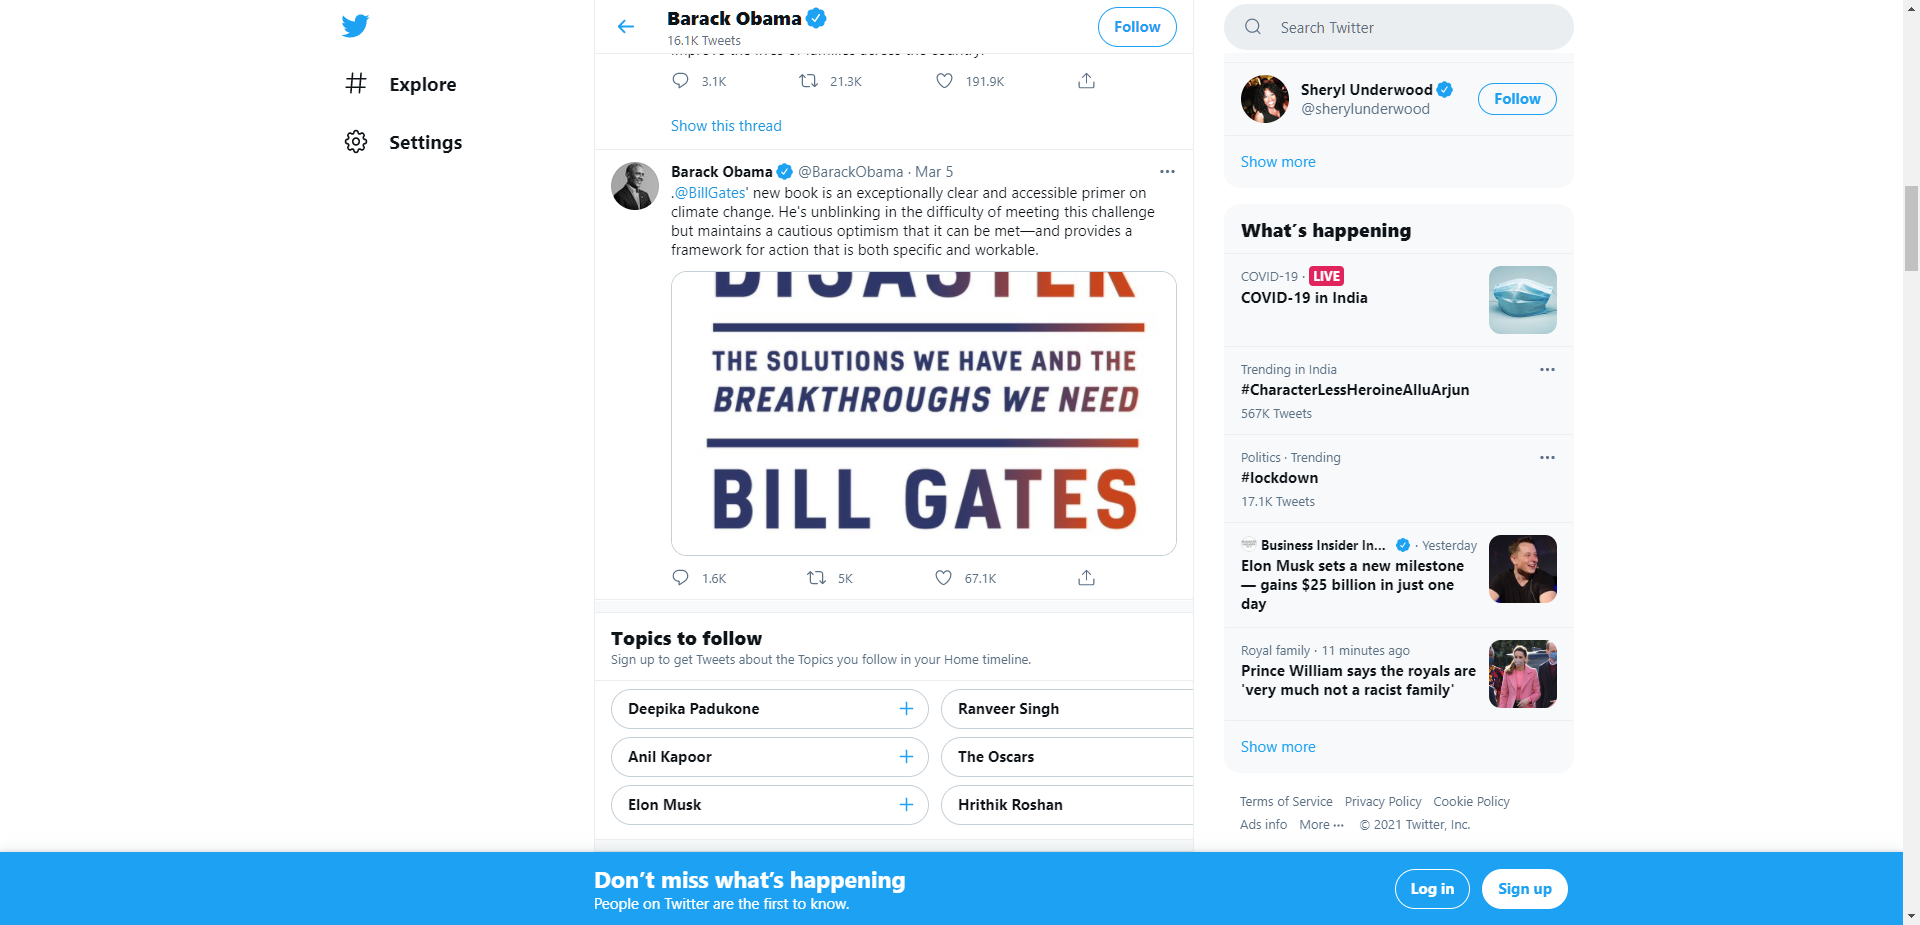 Explore
Settings
Barack Obama
16.1K Tweets
Follow
improve the lives of families across the country.
3.1K 21.3K 191.9K
Show this thread
Barack Obama @BarackObama · Mar 5
.@BillGates' new book is an exceptionally clear and accessible primer on
climate change. He's unblinking in the difficulty of meeting this challenge
but maintains a cautious optimism that it can be met—and provides a
framework for action that is both specific and workable.
DISASTER
THE SOLUTIONS WE HAVE AND THE
BREAKTHROUGHS WE NEED
BILL GATES
1.6K 5K 67.1K
Topics to follow
Sign up to get Tweets about the Topics you follow in your Home timeline.
Deepika Padukone
Ranveer Singh
Anil Kapoor
The Oscars
Elon Musk
Hrithik Roshan
Search Twitter
Sheryl Underwood
@sherylunderwood
Follow
Show more
What's happening
COVID-19 · LIVE
COVID-19 in India
Trending in India
#CharacterLessHeroineAlluArjun
567K Tweets
Politics · Trending
#lockdown
17.1K Tweets
Business Insider In... · Yesterday
Elon Musk sets a new milestone
— gains $25 billion in just one
day
Royal family · 11 minutes ago
Prince William says the royals are
'very much not a racist family'
Show more
Terms of Service Privacy Policy Cookie Policy
Ads info More ··· © 2021 Twitter, Inc.
Don't miss what's happening
People on Twitter are the first to know.
Log in
Sign up